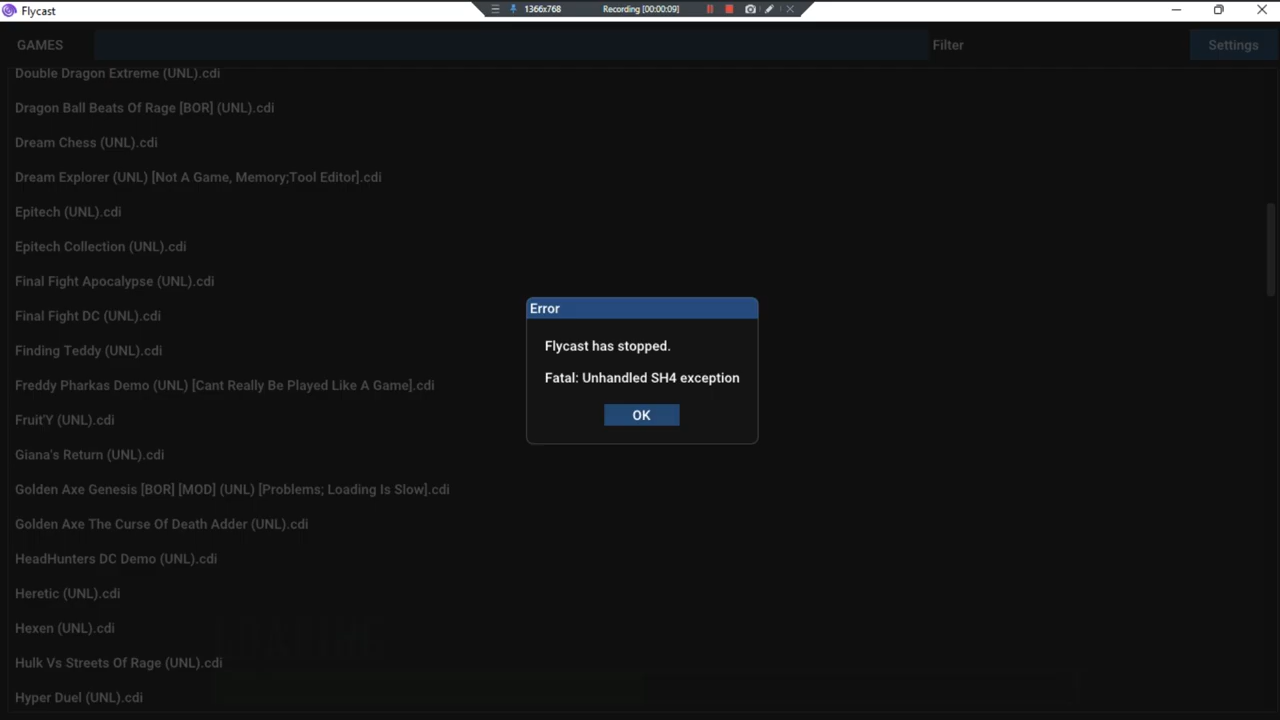 Flycast
1366x768
Recording [00:00:09]
GAMES
Filter
Settings
Double Dragon Extreme (UNL).cdi
Dragon Ball Beats Of Rage [BOR] (UNL).cdi
Dream Chess (UNL).cdi
Dream Explorer (UNL) [Not A Game, Memory;Tool Editor].cdi
Epitech (UNL).cdi
Epitech Collection (UNL).cdi
Final Fight Apocalypse (UNL).cdi
Final Fight DC (UNL).cdi
Finding Teddy (UNL).cdi
Freddy Pharkas Demo (UNL) [Cant Really Be Played Like A Game].cdi
Fruit'Y (UNL).cdi
Giana's Return (UNL).cdi
Golden Axe Genesis [BOR] [MOD] (UNL) [Problems; Loading Is Slow].cdi
Golden Axe The Curse Of Death Adder (UNL).cdi
HeadHunters DC Demo (UNL).cdi
Heretic (UNL).cdi
Hexen (UNL).cdi
Hulk Vs Streets Of Rage (UNL).cdi
Hyper Duel (UNL).cdi
Error
Flycast has stopped.
Fatal: Unhandled SH4 exception
OK